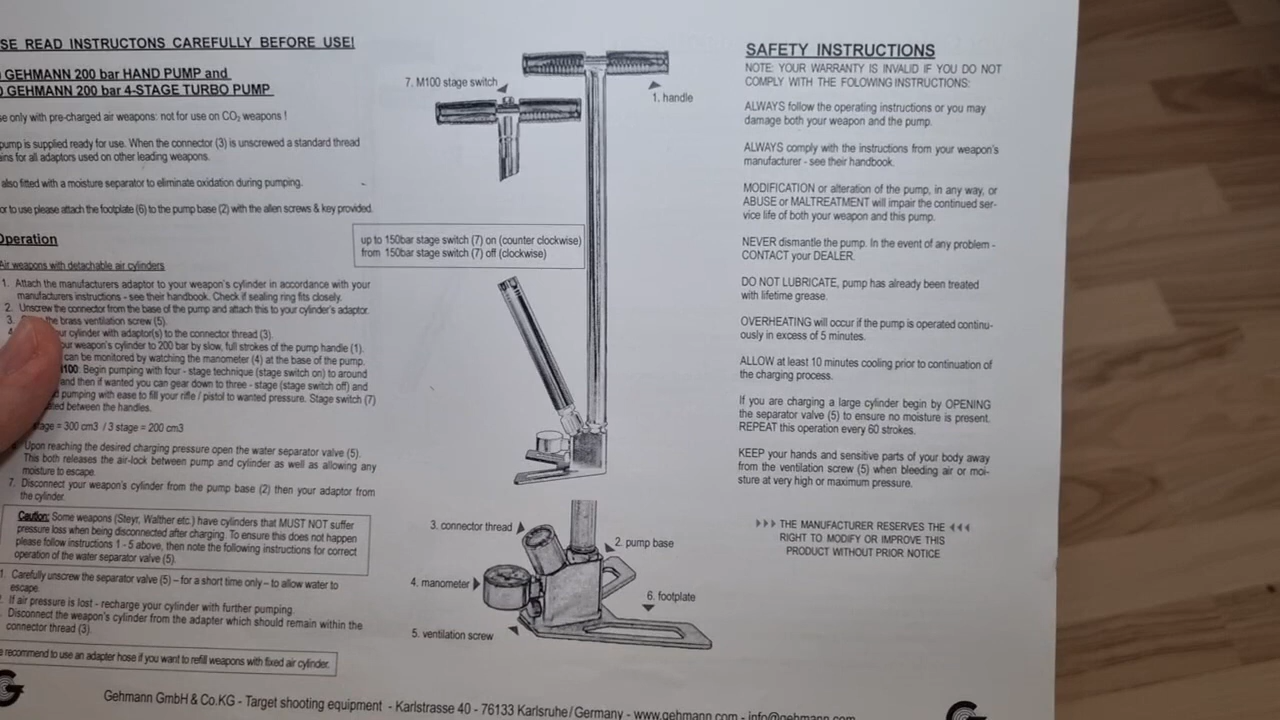 SE READ INSTRUCTONS CAREFULLY BEFORE USE!
GEHMANN 200 bar HAND PUMP and
GEHMANN 200 bar 4-STAGE TURBO PUMP
se only with pre-charged air weapons: not for use on CO₂ weapons !
pump is supplied ready for use. When the connector (3) is unscrewed a standard thread
ins for all adaptors used on other leading weapons.
also fitted with a moisture separator to eliminate oxidation during pumping.
or to use please attach the footplate (6) to the pump base (2) with the allen screws & key provided.
Operation
Air weapons with detachable air cylinders
1. Attach the manufacturers adaptor to your weapon's cylinder in accordance with your
manufacturers instructions - see their handbook. Check if sealing ring fits closely.
2. Unscrew the connector from the base of the pump and attach this to your cylinder's adaptor.
3. the brass ventilation screw (5).
ur cylinder with adaptor(s) to the connector thread (3).
our weapon's cylinder to 200 bar by slow, full strokes of the pump handle (1).
can be monitored by watching the manometer (4) at the base of the pump.
100: Begin pumping with four - stage technique (stage switch on) to around
and then if wanted you can gear down to three - stage (stage switch off) and
pumping with ease to fill your rifle / pistol to wanted pressure. Stage switch (7)
ed between the handles.
tage = 300 cm3 / 3 stage = 200 cm3
Upon reaching the desired charging pressure open the water separator valve (5).
This both releases the air-lock between pump and cylinder as well as allowing any
moisture to escape.
7. Disconnect your weapon's cylinder from the pump base (2) then your adaptor from
the cylinder.
Caution: Some weapons (Steyr, Walther etc.) have cylinders that MUST NOT suffer
pressure loss when being disconnected after charging. To ensure this does not happen
please follow instructions 1 - 5 above, then note the following instructions for correct
operation of the water separator valve (5).
1. Carefully unscrew the separator valve (5) – for a short time only – to allow water to
escape.
If air pressure is lost - recharge your cylinder with further pumping.
Disconnect the weapon's cylinder from the adapter which should remain within the
connector thread (3).
e recommend to use an adapter hose if you want to refill weapons with fixed air cylinder.
7. M100 stage switch
1. handle
up to 150bar stage switch (7) on (counter clockwise)
from 150bar stage switch (7) off (clockwise)
3. connector thread
2. pump base
4. manometer
6. footplate
5. ventilation screw
SAFETY INSTRUCTIONS
NOTE: YOUR WARRANTY IS INVALID IF YOU DO NOT
COMPLY WITH THE FOLOWING INSTRUCTIONS:
ALWAYS follow the operating instructions or you may
damage both your weapon and the pump.
ALWAYS comply with the instructions from your weapon's
manufacturer - see their handbook.
MODIFICATION or alteration of the pump, in any way, or
ABUSE or MALTREATMENT will impair the continued ser-
vice life of both your weapon and this pump.
NEVER dismantle the pump. In the event of any problem -
CONTACT your DEALER.
DO NOT LUBRICATE, pump has already been treated
with lifetime grease.
OVERHEATING will occur if the pump is operated continu-
ously in excess of 5 minutes.
ALLOW at least 10 minutes cooling prior to continuation of
the charging process.
If you are charging a large cylinder begin by OPENING
the separator valve (5) to ensure no moisture is present.
REPEAT this operation every 60 strokes.
KEEP your hands and sensitive parts of your body away
from the ventilation screw (5) when bleeding air or moi-
sture at very high or maximum pressure.
THE MANUFACTURER RESERVES THE
RIGHT TO MODIFY OR IMPROVE THIS
PRODUCT WITHOUT PRIOR NOTICE
Gehmann GmbH & Co.KG - Target shooting equipment - Karlstrasse 40 - 76133 Karlsruhe / Germany - www.gehmann.com - info@gehmann.com